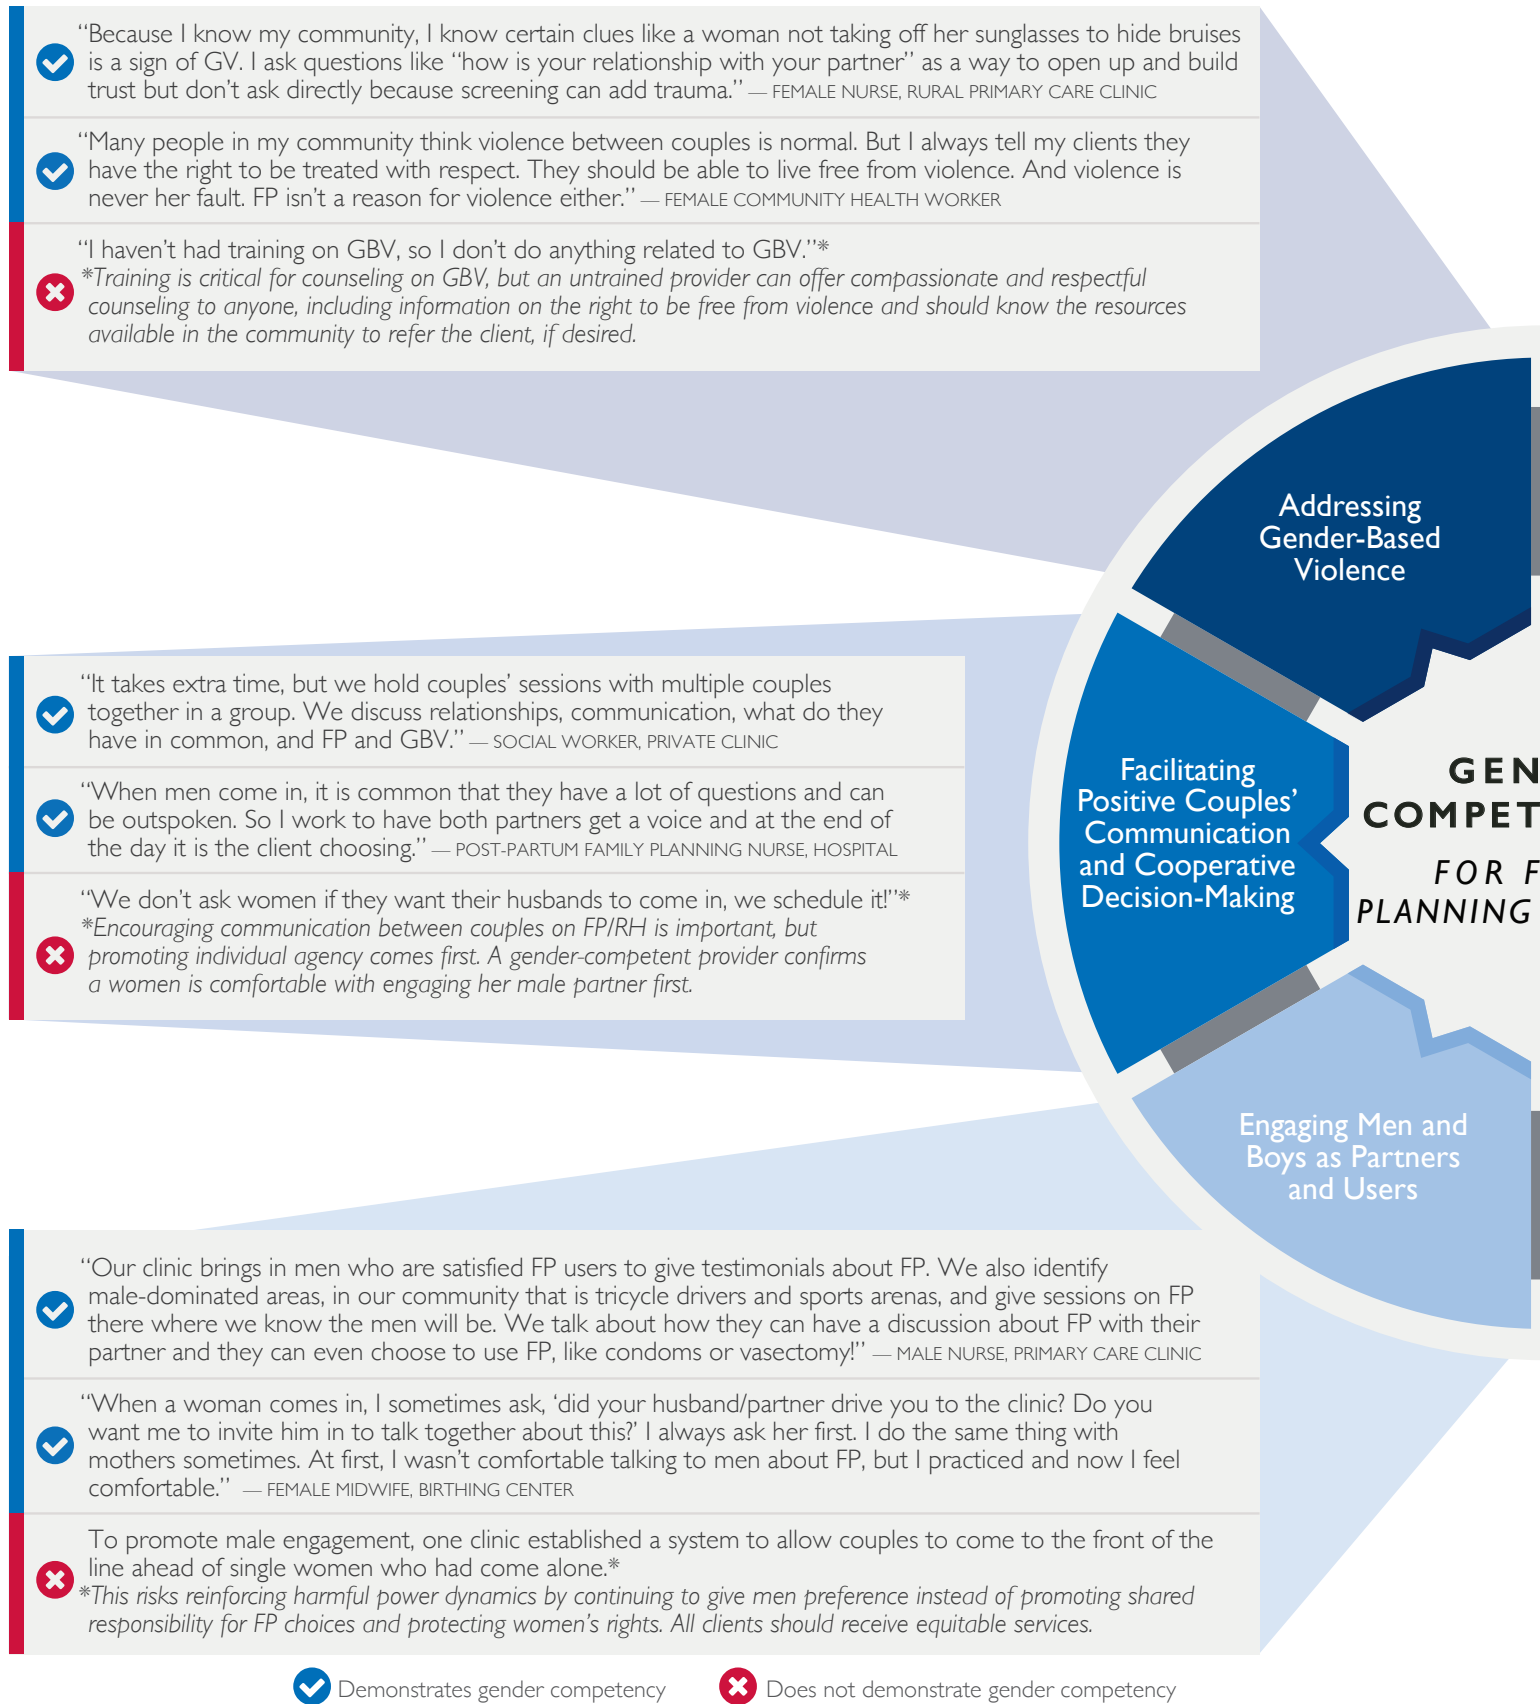 “Because I know my community, I know certain clues like a woman not taking off her sunglasses to hide bruises
is a sign of GV. I ask questions like “how is your relationship with your partner” as a way to open up and build
trust but don’t ask directly because screening can add trauma.” — FEMALE NURSE, RURAL PRIMARY CARE CLINIC
“Many people in my community think violence between couples is normal. But I always tell my clients they
have the right to be treated with respect. They should be able to live free from violence. And violence is
never her fault. FP isn’t a reason for violence either.” — FEMALE COMMUNITY HEALTH WORKER
“I haven’t had training on GBV, so I don’t do anything related to GBV.”*
*Training is critical for counseling on GBV, but an untrained provider can offer compassionate and respectful
counseling to anyone, including information on the right to be free from violence and should know the resources
available in the community to refer the client, if desired.
Addressing
Gender-Based
Violence
“It takes extra time, but we hold couples’ sessions with multiple couples
together in a group. We discuss relationships, communication, what do they
have in common, and FP and GBV.” — SOCIAL WORKER, PRIVATE CLINIC
“When men come in, it is common that they have a lot of questions and can
be outspoken. So I work to have both partners get a voice and at the end of
the day it is the client choosing.” — POST-PARTUM FAMILY PLANNING NURSE, HOSPITAL
“We don’t ask women if they want their husbands to come in, we schedule it!”*
*Encouraging communication between couples on FP/RH is important, but
promoting individual agency comes first. A gender-competent provider confirms
a women is comfortable with engaging her male partner first.
Facilitating
Positive Couples’
Communication
and Cooperative
Decision-Making
GEN
COMPET
FOR F
PLANNING
Engaging Men and
Boys as Partners
and Users
“Our clinic brings in men who are satisfied FP users to give testimonials about FP. We also identify
male-dominated areas, in our community that is tricycle drivers and sports arenas, and give sessions on FP
there where we know the men will be. We talk about how they can have a discussion about FP with their
partner and they can even choose to use FP, like condoms or vasectomy!” — MALE NURSE, PRIMARY CARE CLINIC
“When a woman comes in, I sometimes ask, ‘did your husband/partner drive you to the clinic? Do you
want me to invite him in to talk together about this?’ I always ask her first. I do the same thing with
mothers sometimes. At first, I wasn’t comfortable talking to men about FP, but I practiced and now I feel
comfortable.” — FEMALE MIDWIFE, BIRTHING CENTER
To promote male engagement, one clinic established a system to allow couples to come to the front of the
line ahead of single women who had come alone.*
*This risks reinforcing harmful power dynamics by continuing to give men preference instead of promoting shared
responsibility for FP choices and protecting women’s rights. All clients should receive equitable services.
Demonstrates gender competency
Does not demonstrate gender competency